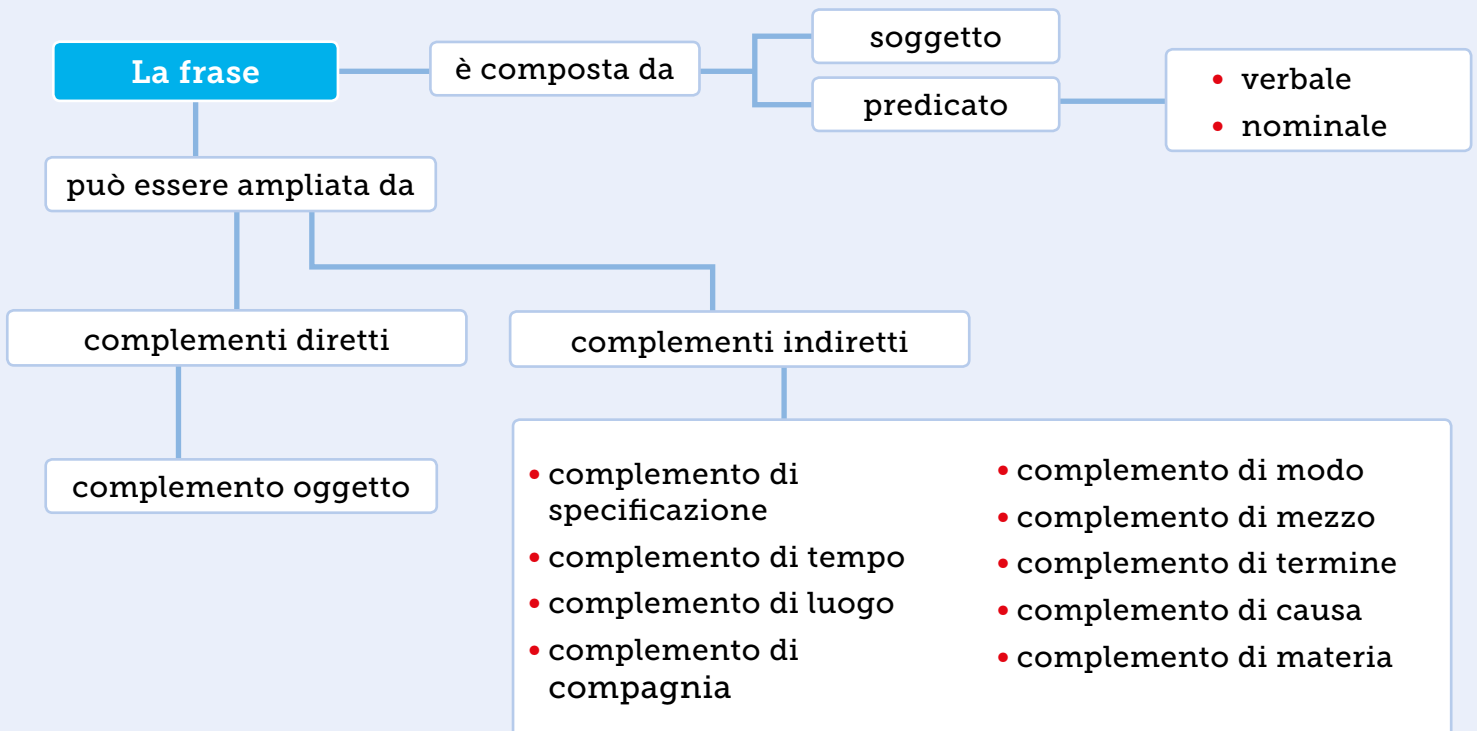 La frase
è composta da
soggetto
predicato
• verbale
• nominale
può essere ampliata da
complementi diretti
complementi indiretti
complemento oggetto
• complemento di
specificazione
• complemento di tempo
• complemento di luogo
• complemento di
compagnia
• complemento di modo
• complemento di mezzo
• complemento di termine
• complemento di causa
• complemento di materia